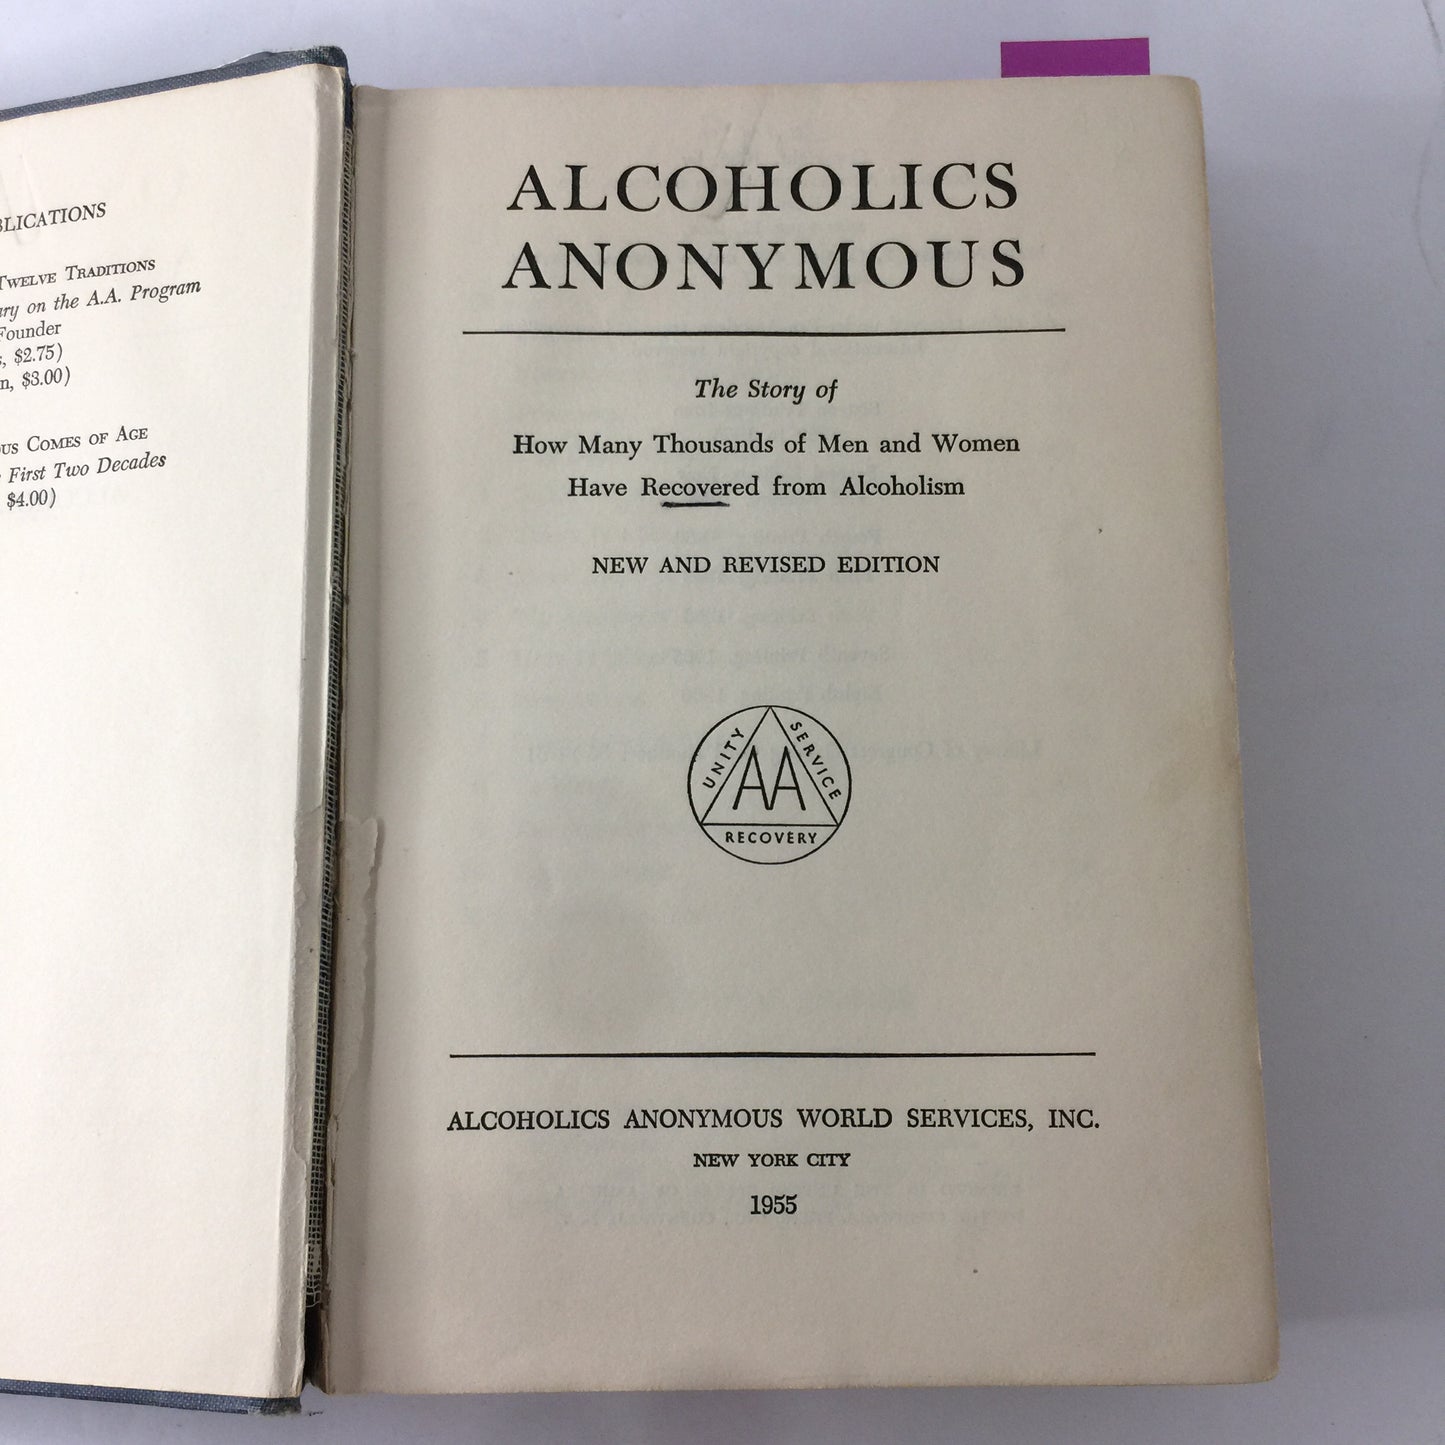 BLICATIONS
TWELVE TRADITIONS
ary on the A.A. Program
Founder
$2.75)
n, $3.00)
OUS COMES OF AGE
First Two Decades
$4.00)
ALCOHOLICS
ANONYMOUS
The Story of
How Many Thousands of Men and Women
Have Recovered from Alcoholism
NEW AND REVISED EDITION
UNITY
SERVICE
AA
RECOVERY
ALCOHOLICS ANONYMOUS WORLD SERVICES, INC.
NEW YORK CITY
1955